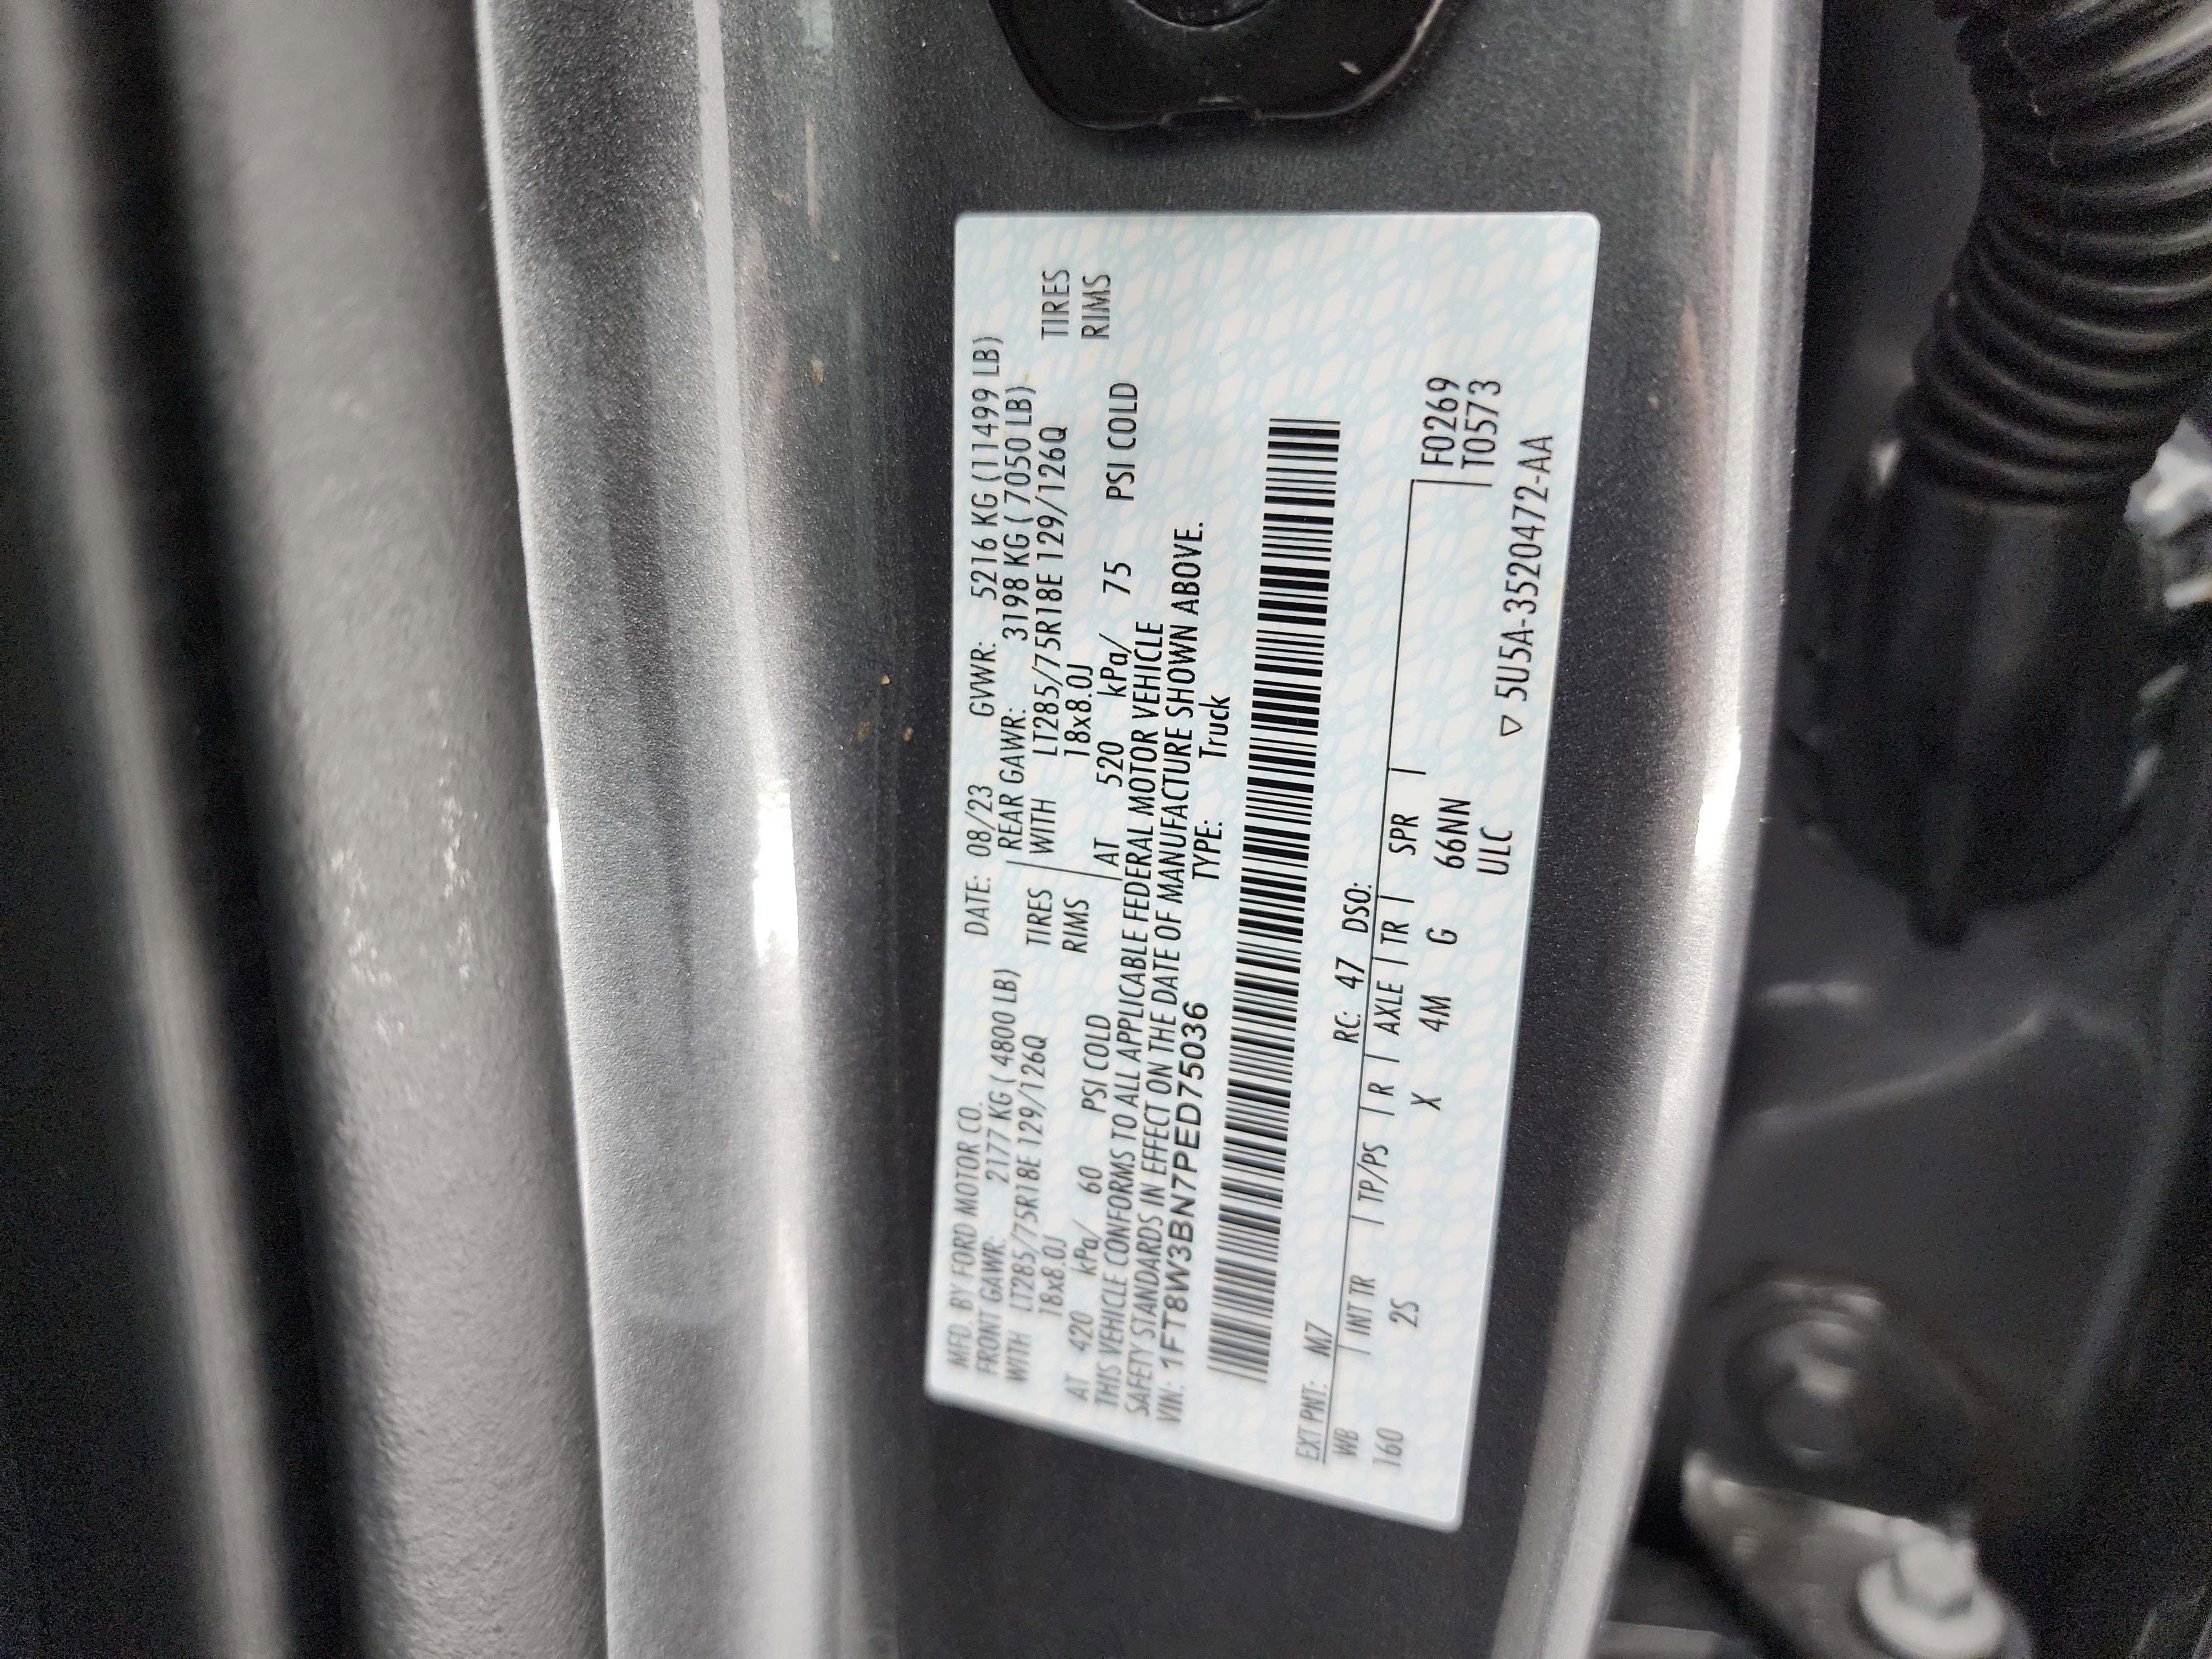 MFD. BY FORD MOTOR CO. DATE: 08/23 GVWR: 5216 KG (11499 LB)
FRONT GAWR: 2177 KG ( 4800 LB) REAR GAWR: 3198 KG ( 7050 LB)
WITH LT285/75R18E 129/126Q TIRES WITH LT285/75R18E 129/126Q TIRES
18x8.0J RIMS 18x8.0J RIMS
AT 420 kPa/ 60 PSI COLD AT 520 kPa/ 75 PSI COLD
THIS VEHICLE CONFORMS TO ALL APPLICABLE FEDERAL MOTOR VEHICLE
SAFETY STANDARDS IN EFFECT ON THE DATE OF MANUFACTURE SHOWN ABOVE.
VIN: 1FT8W3BN7PED75036 TYPE: Truck
EXT PNT: M7 RC: 47 DSO:
WB | INT TR | TP/PS | R | AXLE | TR | SPR | F0269
160 2S X 4M G 66NN T0573
ULC
▽ 5U5A-3520472-AA